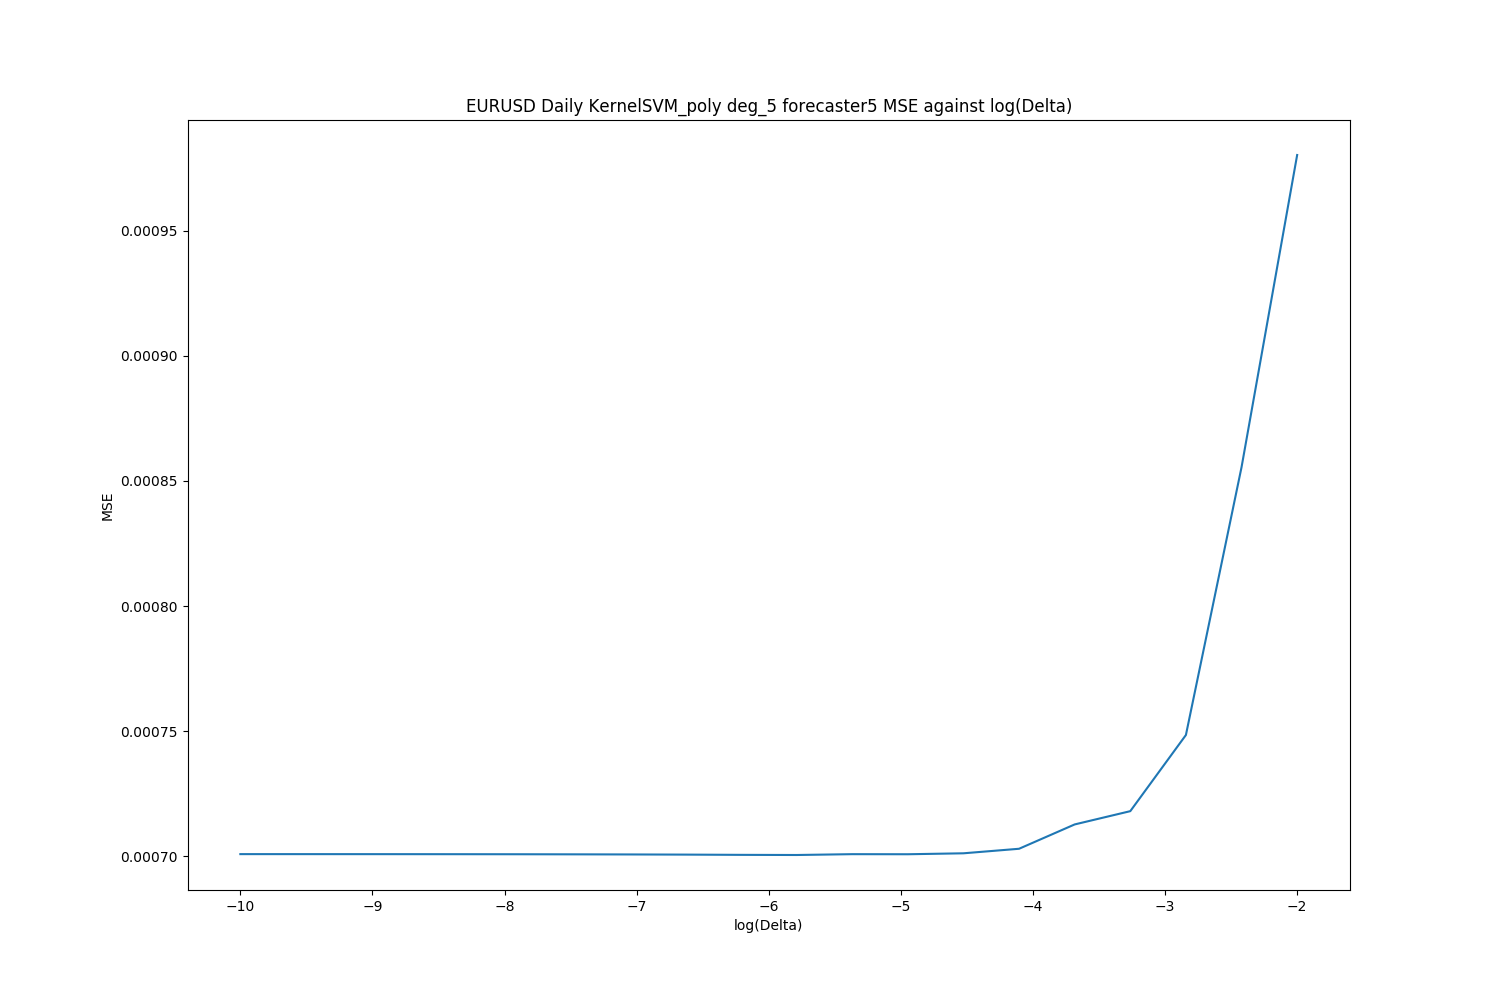 EURUSD Daily KernelSVM_poly deg_5 forecaster5 MSE against log(Delta)
0.00095
0.00090
0.00085
MSE
0.00080
0.00075
0.00070
−10 −9 −8 −7 −6 −5 −4 −3 −2
log(Delta)